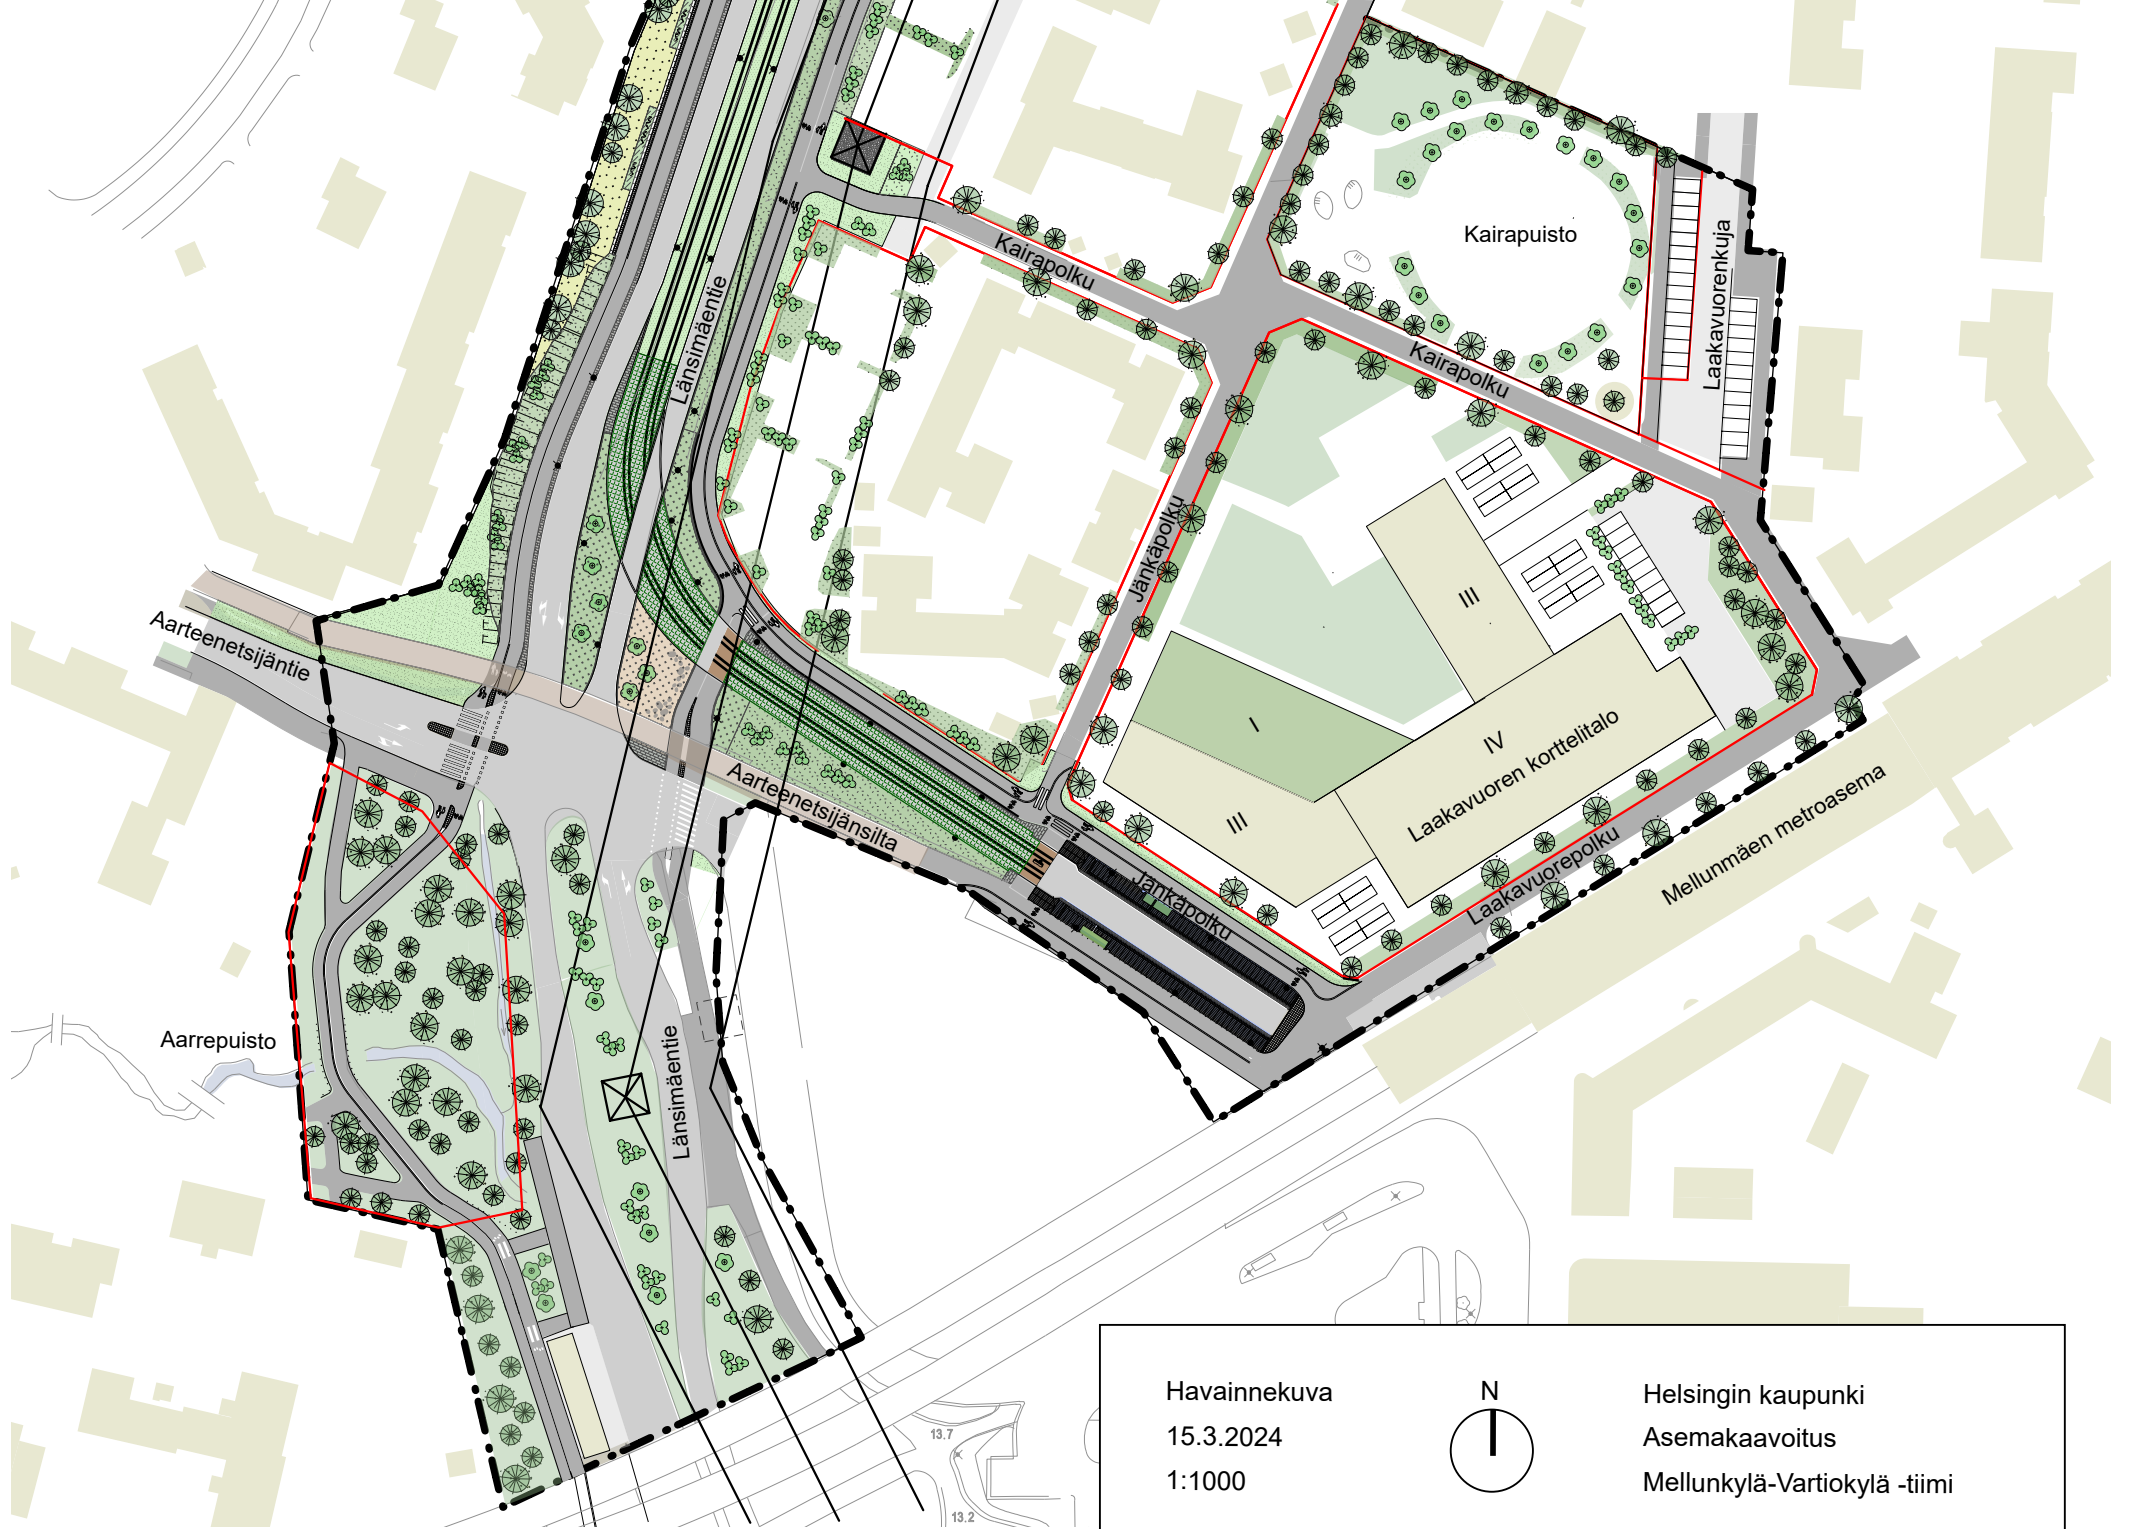 Kairapuisto
Kairapolku
Laakavuorenkuja
Länsimäentie
Kairapolku
Jänkäpolku
III
Aarteenetsijäntie
I
IV
Laakavuoren korttelitalo
III
Aarteenetsijänsilta
Mellunmäen metroasema
Laakavuorepolku
Jänkäpolku
Aarrepuisto
Länsimäentie
Havainnekuva
15.3.2024
1:1000
N
Helsingin kaupunki
Asemakaavoitus
Mellunkylä-Vartiokylä -tiimi
13.7
13.2